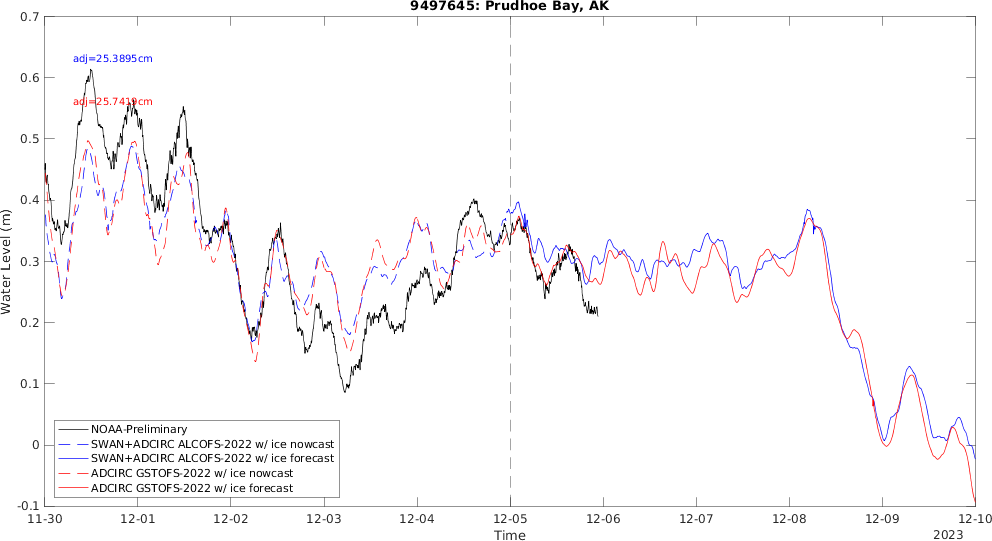 9497645: Prudhoe Bay, AK
0.7
0.6
0.5
0.4
0.3
0.2
0.1
0
-0.1
Water Level (m)
adj=25.3895cm
adj=25.7419cm
NOAA-Preliminary
SWAN+ADCIRC ALCOFS-2022 w/ ice nowcast
SWAN+ADCIRC ALCOFS-2022 w/ ice forecast
ADCIRC GSTOFS-2022 w/ ice nowcast
ADCIRC GSTOFS-2022 w/ ice forecast
11-30 12-01 12-02 12-03 12-04 12-05 12-06 12-07 12-08 12-09 12-10
Time
2023